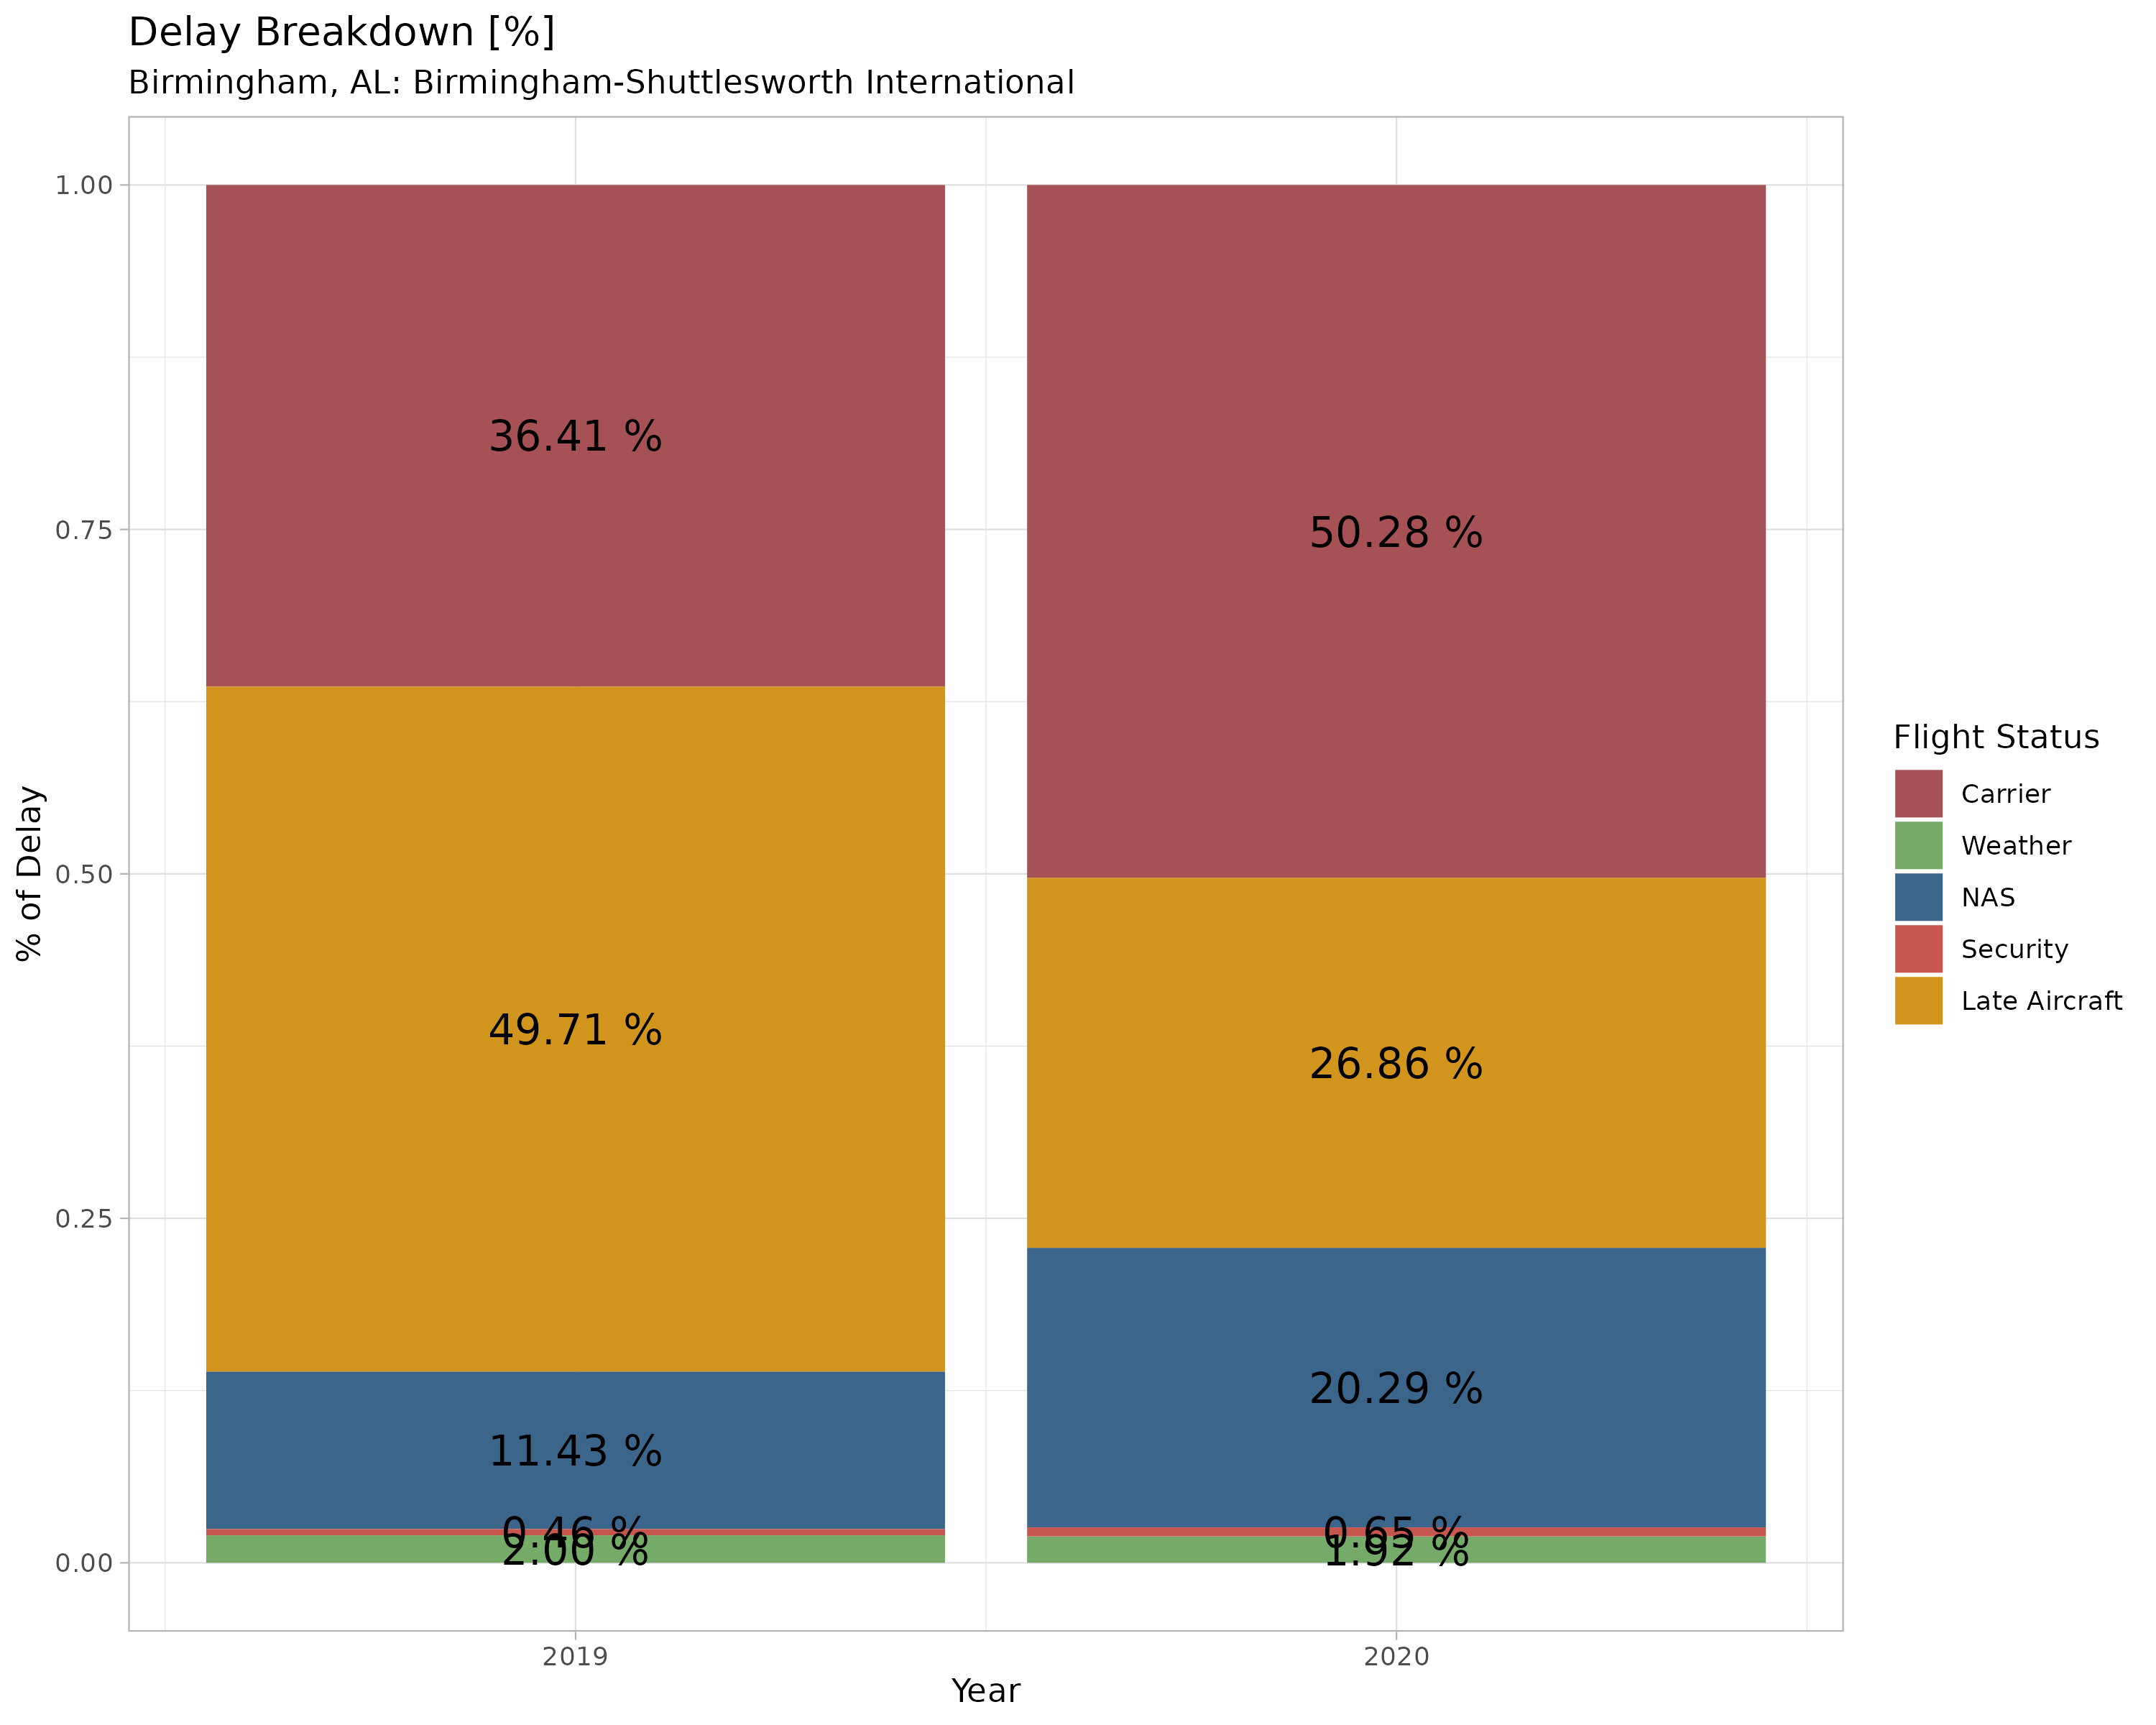 Delay Breakdown [%]
Birmingham, AL: Birmingham-Shuttlesworth International
% of Delay
1.00
0.75
0.50
0.25
0.00
36.41 %
49.71 %
11.43 %
0.46 %
2.00 %
50.28 %
26.86 %
20.29 %
0.65 %
1.92 %
2019
2020
Year
Flight Status
Carrier
Weather
NAS
Security
Late Aircraft